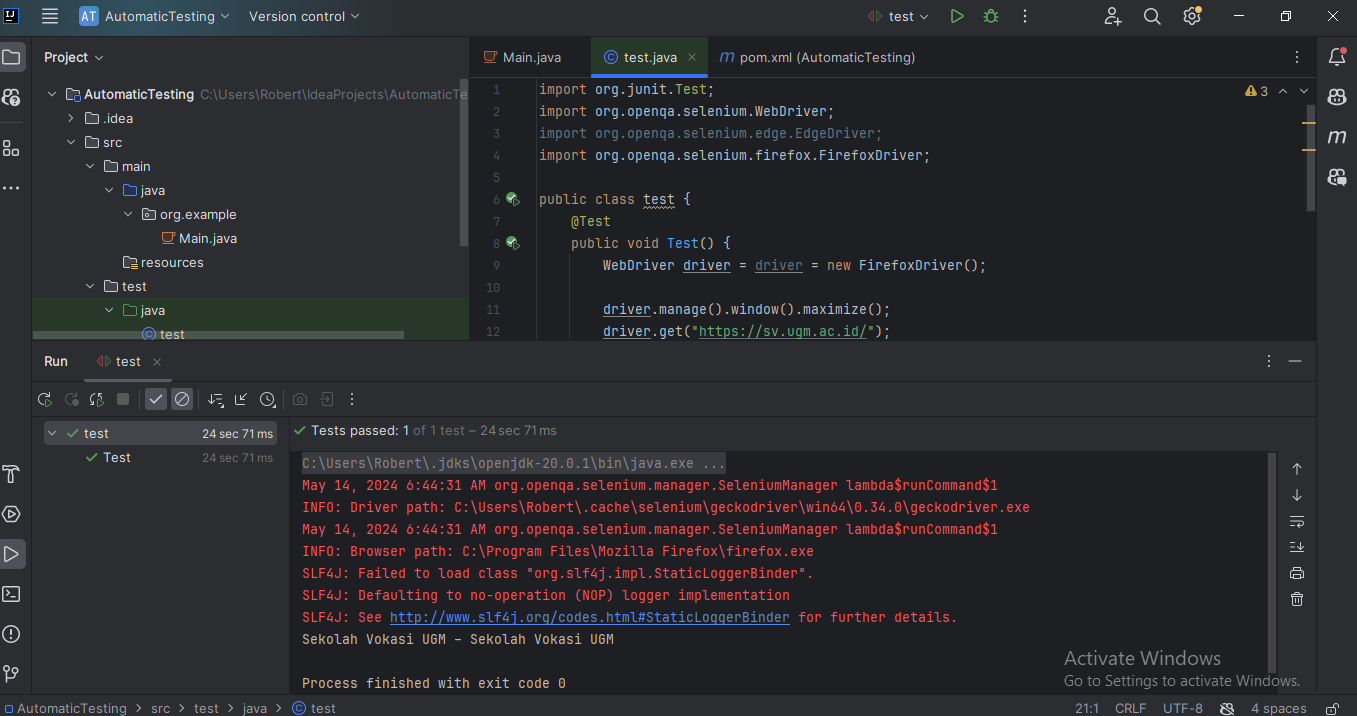 AT AutomaticTesting Version control test
Project
Main.java test.java pom.xml (AutomaticTesting)
AutomaticTesting C:\Users\Robert\IdeaProjects\AutomaticTe
.idea
src
main
java
org.example
Main.java
resources
test
java
test
1 import org.junit.Test;
2 import org.openqa.selenium.WebDriver;
3 import org.openqa.selenium.edge.EdgeDriver;
4 import org.openqa.selenium.firefox.FirefoxDriver;
5
6 public class test {
7 @Test
8 public void Test() {
9 WebDriver driver = driver = new FirefoxDriver();
10
11 driver.manage().window().maximize();
12 driver.get("https://sv.ugm.ac.id/");
3
Run test
test 24 sec 71 ms
Test 24 sec 71 ms
Tests passed: 1 of 1 test – 24 sec 71 ms
C:\Users\Robert\.jdks\openjdk-20.0.1\bin\java.exe ...
May 14, 2024 6:44:31 AM org.openqa.selenium.manager.SeleniumManager lambda$runCommand$1
INFO: Driver path: C:\Users\Robert\.cache\selenium\geckodriver\win64\0.34.0\geckodriver.exe
May 14, 2024 6:44:31 AM org.openqa.selenium.manager.SeleniumManager lambda$runCommand$1
INFO: Browser path: C:\Program Files\Mozilla Firefox\firefox.exe
SLF4J: Failed to load class "org.slf4j.impl.StaticLoggerBinder".
SLF4J: Defaulting to no-operation (NOP) logger implementation
SLF4J: See http://www.slf4j.org/codes.html#StaticLoggerBinder for further details.
Sekolah Vokasi UGM – Sekolah Vokasi UGM
Process finished with exit code 0
Activate Windows
Go to Settings to activate Windows.
AutomaticTesting > src > test > java > test 21:1 CRLF UTF-8 4 spaces